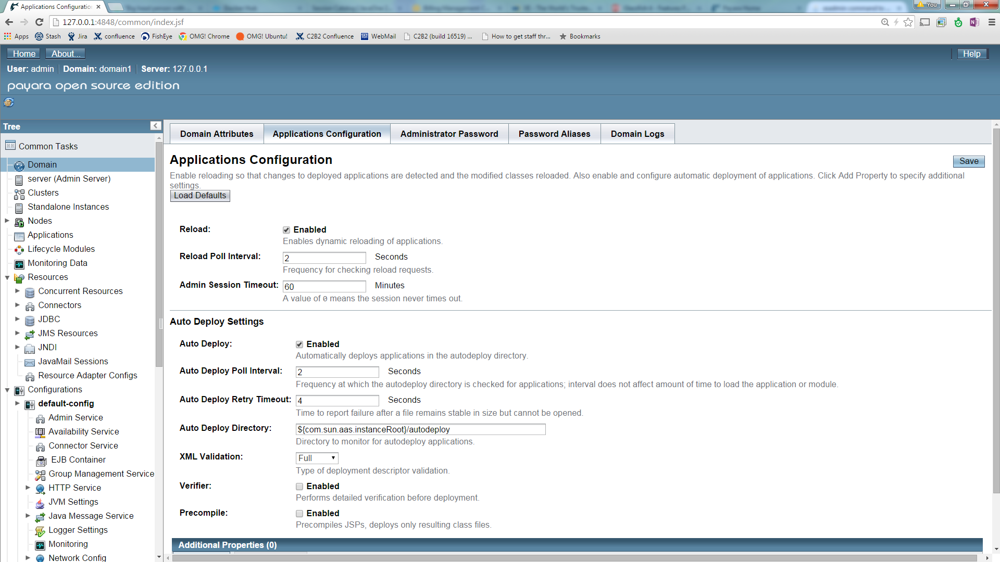 Applications Configuratio
You
127.0.0.1:4848/common/index.jsf
Apps Stash Jira confluence FishEye OMG! Chrome OMG! Ubuntu! C2B2 Confluence WebMail C2B2 (build 16519) ... How to get staff thr... Bookmarks
Home About... Help
User: admin Domain: domain1 Server: 127.0.0.1
payara open source edition
Tree
Common Tasks
Domain
server (Admin Server)
Clusters
Standalone Instances
Nodes
Applications
Lifecycle Modules
Monitoring Data
Resources
Concurrent Resources
Connectors
JDBC
JMS Resources
JNDI
JavaMail Sessions
Resource Adapter Configs
Configurations
default-config
Admin Service
Availability Service
Connector Service
EJB Container
Group Management Service
HTTP Service
JVM Settings
Java Message Service
Logger Settings
Monitoring
Network Config
Domain Attributes Applications Configuration Administrator Password Password Aliases Domain Logs
Applications Configuration
Save
Enable reloading so that changes to deployed applications are detected and the modified classes reloaded. Also enable and configure automatic deployment of applications. Click Add Property to specify additional
settings.
Load Defaults
Reload: Enabled
Enables dynamic reloading of applications.
Reload Poll Interval: 2 Seconds
Frequency for checking reload requests.
Admin Session Timeout: 60 Minutes
A value of 0 means the session never times out.
Auto Deploy Settings
Auto Deploy: Enabled
Automatically deploys applications in the autodeploy directory.
Auto Deploy Poll Interval: 2 Seconds
Frequency at which the autodeploy directory is checked for applications; interval does not affect amount of time to load the application or module.
Auto Deploy Retry Timeout: 4 Seconds
Time to report failure after a file remains stable in size but cannot be opened.
Auto Deploy Directory: ${com.sun.aas.instanceRoot}/autodeploy
Directory to monitor for autodeploy applications.
XML Validation: Full
Type of deployment descriptor validation.
Verifier: Enabled
Performs detailed verification before deployment.
Precompile: Enabled
Precompiles JSPs, deploys only resulting class files.
Additional Properties (0)